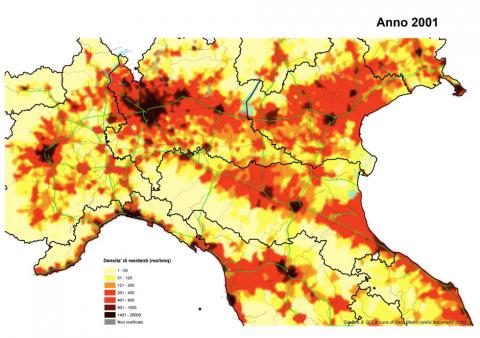 Anno 2001
Densita' di residenti (res/kmq)
1 - 50
51 - 120
121 - 200
201 - 400
401 - 800
801 - 1400
1401 - 28000
Non codificato